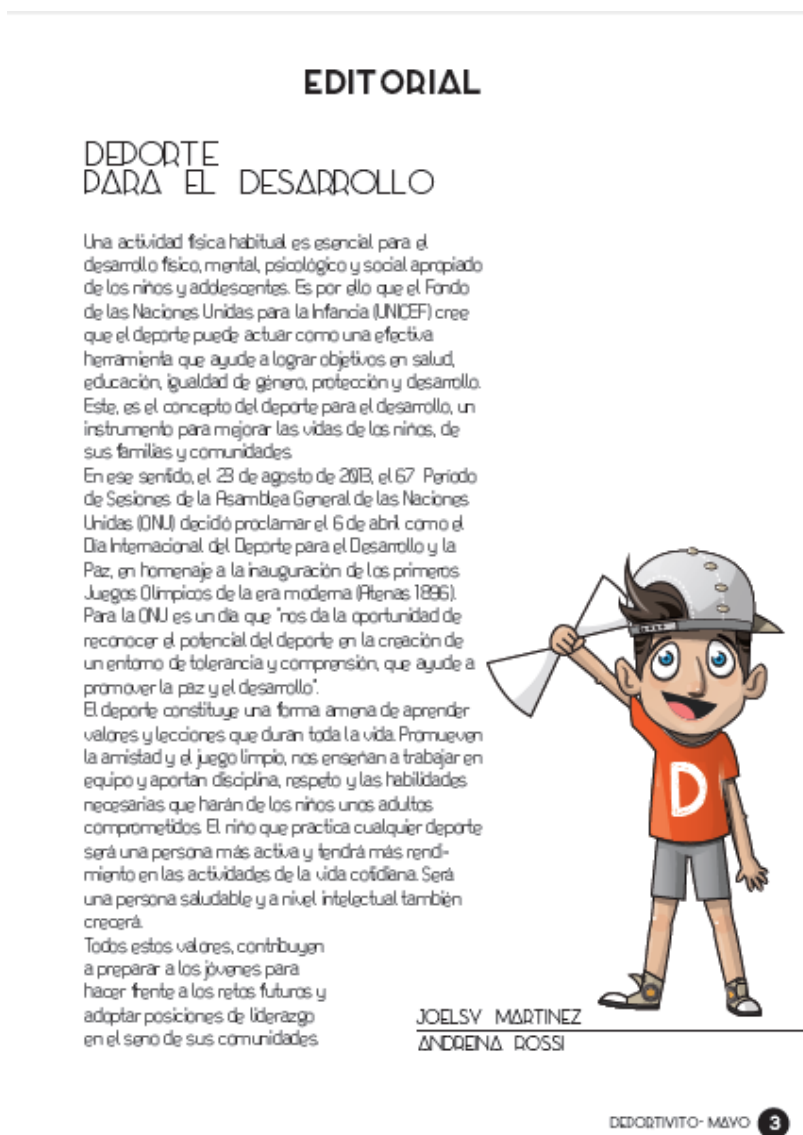 EDITORIAL
DEPORTE
PARA EL DESARROLLO
Una actividad física habitual es esencial para el
desarrollo físico, mental, psicológico y social apropiado
de los niños y adolescentes. Es por ello que el Fondo
de las Naciones Unidas para la Infancia (UNICEF) cree
que el deporte puede actuar como una efectiva
herramienta que ayude a lograr objetivos en salud,
educación, igualdad de género, protección y desarrollo.
Este, es el concepto del deporte para el desarrollo, un
instrumento para mejorar las vidas de los niños, de
sus familias y comunidades.
En ese sentido, el 23 de agosto de 2013, el 67 Período
de Sesiones de la Asamblea General de las Naciones
Unidas (ONU) decidió proclamar el 6 de abril como el
Día Internacional del Deporte para el Desarrollo y la
Paz, en homenaje a la inauguración de los primeros
Juegos Olímpicos de la era moderna (Atenas 1896).
Para la ONU es un día que "nos da la oportunidad de
reconocer el potencial del deporte en la creación de
un entorno de tolerancia y comprensión, que ayude a
promover la paz y el desarrollo".
El deporte constituye una forma amena de aprender
valores y lecciones que duran toda la vida. Promueven
la amistad y el juego limpio, nos enseñan a trabajar en
equipo y aportan disciplina, respeto y las habilidades
necesarias que harán de los niños unos adultos
comprometidos. El niño que practica cualquier deporte
será una persona más activa y tendrá más rendi-
miento en las actividades de la vida cotidiana. Será
una persona saludable y a nivel intelectual también
crecerá.
Todos estos valores, contribuyen
a preparar a los jóvenes para
hacer frente a los retos futuros y
adoptar posiciones de liderazgo
en el seno de sus comunidades.
D
JOELSY MARTINEZ
ANDREINA ROSSI
DEPORTIVITO- MAYO 3